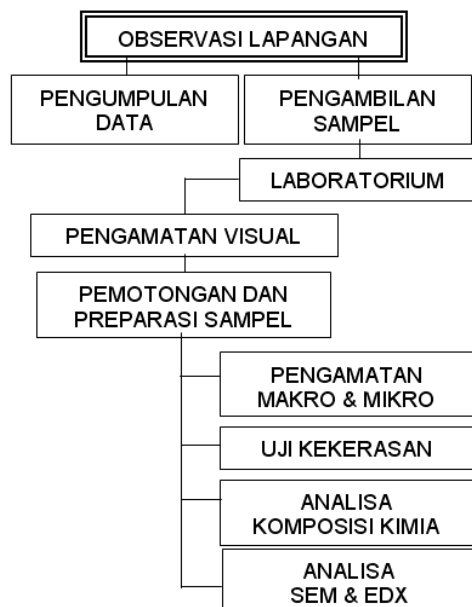 OBSERVASI LAPANGAN
PENGUMPULAN
DATA
PENGAMBILAN
SAMPEL
LABORATORIUM
PENGAMATAN VISUAL
PEMOTONGAN DAN
PREPARASI SAMPEL
PENGAMATAN
MAKRO & MIKRO
UJI KEKERASAN
ANALISA
KOMPOSISI KIMIA
ANALISA
SEM & EDX